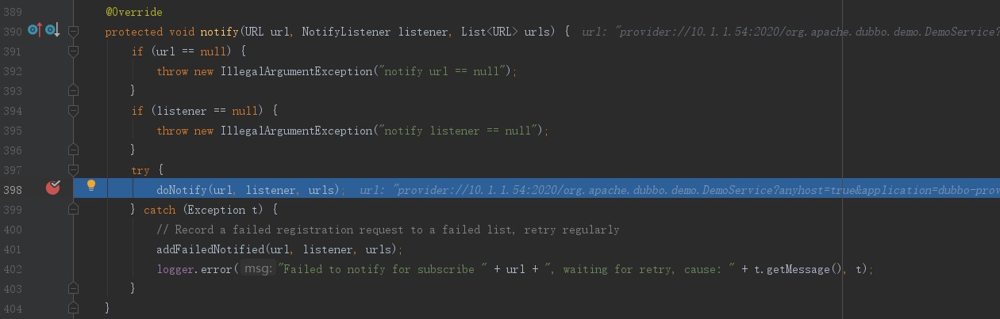 389 @Override
390 protected void notify(URL url, NotifyListener listener, List<URL> urls) { url: "provider://10.1.1.54:2020/org.apache.dubbo.demo.DemoService?
391 if (url == null) {
392 throw new IllegalArgumentException("notify url == null");
393 }
394 if (listener == null) {
395 throw new IllegalArgumentException("notify listener == null");
396 }
397 try {
398 doNotify(url, listener, urls); url: "provider://10.1.1.54:2020/org.apache.dubbo.demo.DemoService?anyhost=true&application=dubbo-prov
399 } catch (Exception t) {
400 // Record a failed registration request to a failed list, retry regularly
401 addFailedNotified(url, listener, urls);
402 logger.error( msg: "Failed to notify for subscribe " + url + ", waiting for retry, cause: " + t.getMessage(), t);
403 }
404 }